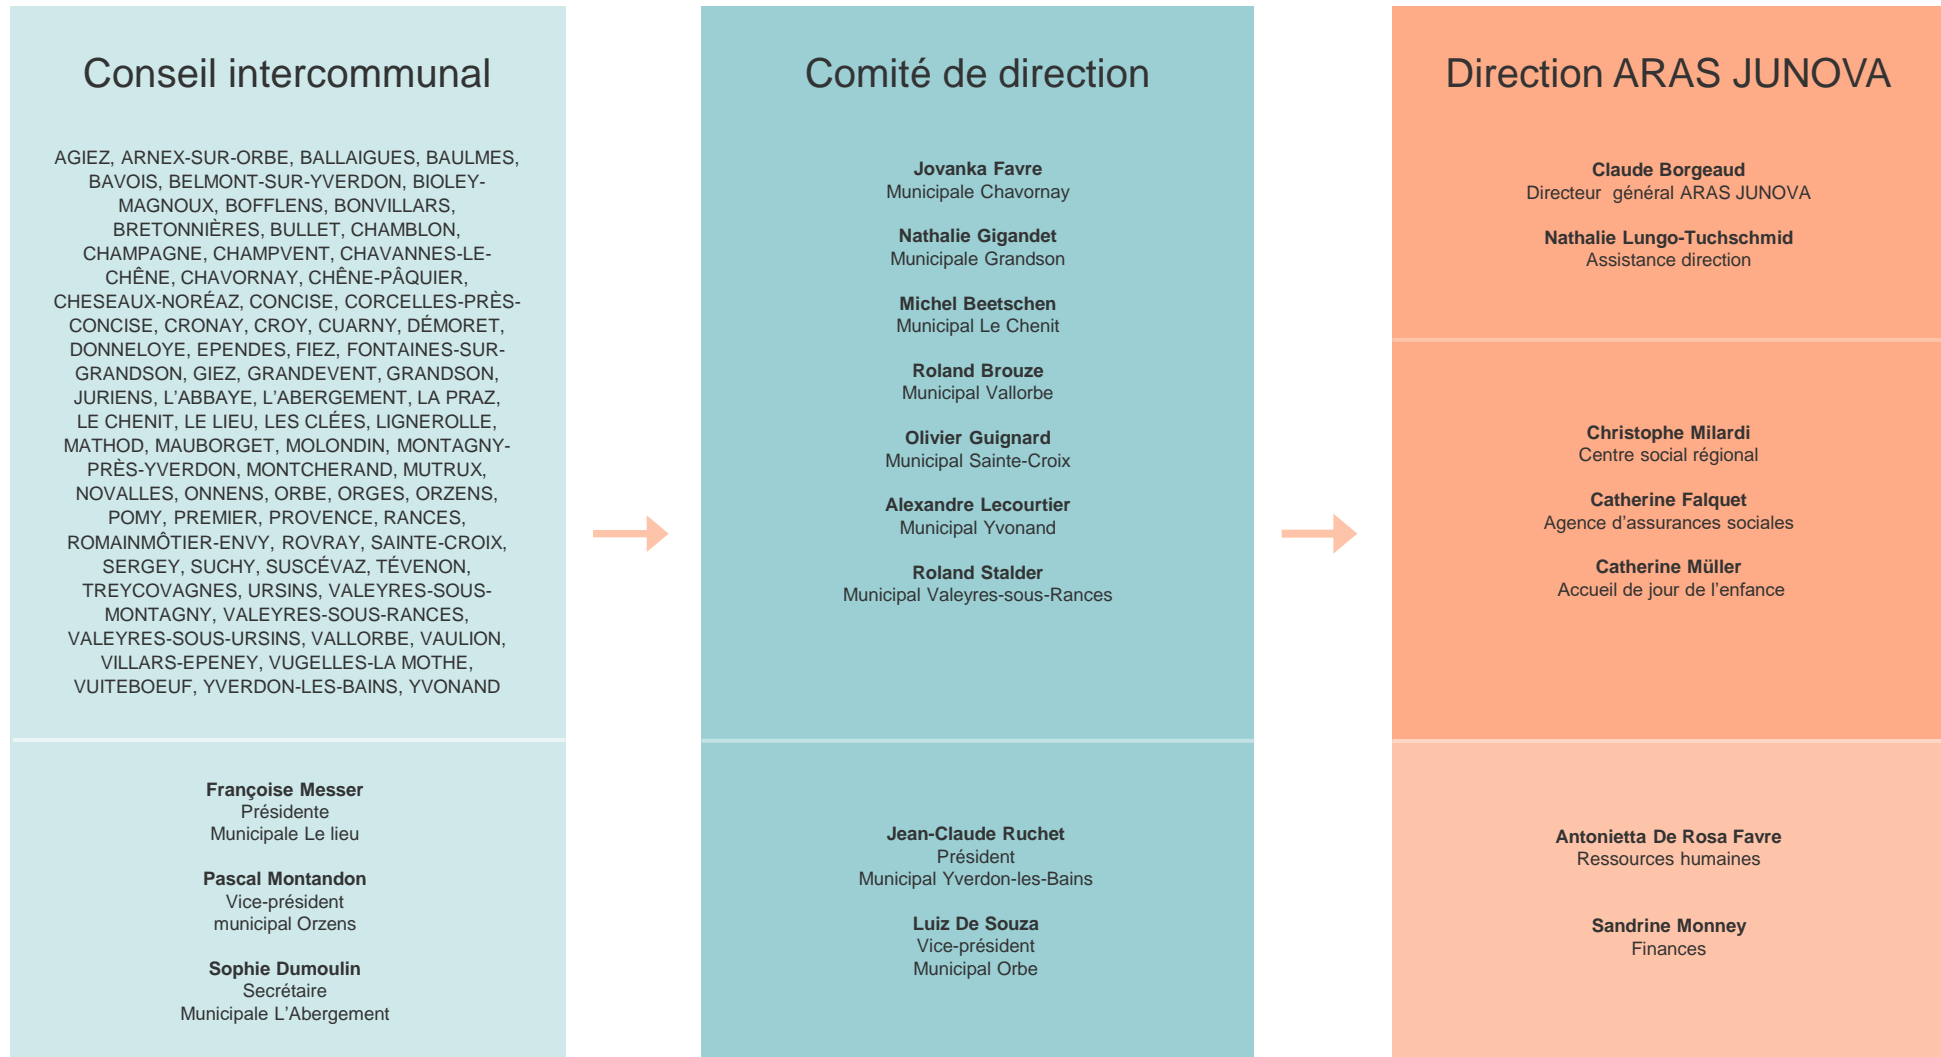 Conseil intercommunal
AGIEZ, ARNEX-SUR-ORBE, BALLAIGUES, BAULMES,
BAVOIS, BELMONT-SUR-YVERDON, BIOLEY-
MAGNOUX, BOFFLENS, BONVILLARS,
BRETONNIÈRES, BULLET, CHAMBLON,
CHAMPAGNE, CHAMPVENT, CHAVANNES-LE-
CHÊNE, CHAVORNAY, CHÊNE-PÂQUIER,
CHESEAUX-NORÉAZ, CONCISE, CORCELLES-PRÈS-
CONCISE, CRONAY, CROY, CUARNY, DÉMORET,
DONNELOYE, EPENDES, FIEZ, FONTAINES-SUR-
GRANDSON, GIEZ, GRANDEVENT, GRANDSON,
JURIENS, L'ABBAYE, L'ABERGEMENT, LA PRAZ,
LE CHENIT, LE LIEU, LES CLÉES, LIGNEROLLE,
MATHOD, MAUBORGET, MOLONDIN, MONTAGNY-
PRÈS-YVERDON, MONTCHERAND, MUTRUX,
NOVALLES, ONNENS, ORBE, ORGES, ORZENS,
POMY, PREMIER, PROVENCE, RANCES,
ROMAINMÔTIER-ENVY, ROVRAY, SAINTE-CROIX,
SERGEY, SUCHY, SUSCÉVAZ, TÉVENON,
TREYCOVAGNES, URSINS, VALEYRES-SOUS-
MONTAGNY, VALEYRES-SOUS-RANCES,
VALEYRES-SOUS-URSINS, VALLORBE, VAULION,
VILLARS-EPENEY, VUGELLES-LA MOTHE,
VUITEBOEUF, YVERDON-LES-BAINS, YVONAND
Françoise Messer
Présidente
Municipale Le lieu
Pascal Montandon
Vice-président
municipal Orzens
Sophie Dumoulin
Secrétaire
Municipale L'Abergement
Comité de direction
Jovanka Favre
Municipale Chavornay
Nathalie Gigandet
Municipale Grandson
Michel Beetschen
Municipal Le Chenit
Roland Brouze
Municipal Vallorbe
Olivier Guignard
Municipal Sainte-Croix
Alexandre Lecourtier
Municipal Yvonand
Roland Stalder
Municipal Valeyres-sous-Rances
Jean-Claude Ruchet
Président
Municipal Yverdon-les-Bains
Luiz De Souza
Vice-président
Municipal Orbe
Direction ARAS JUNOVA
Claude Borgeaud
Directeur  général ARAS JUNOVA
Nathalie Lungo-Tuchschmid
Assistance direction
Christophe Milardi
Centre social régional
Catherine Falquet
Agence d'assurances sociales
Catherine Müller
Accueil de jour de l'enfance
Antonietta De Rosa Favre
Ressources humaines
Sandrine Monney
Finances